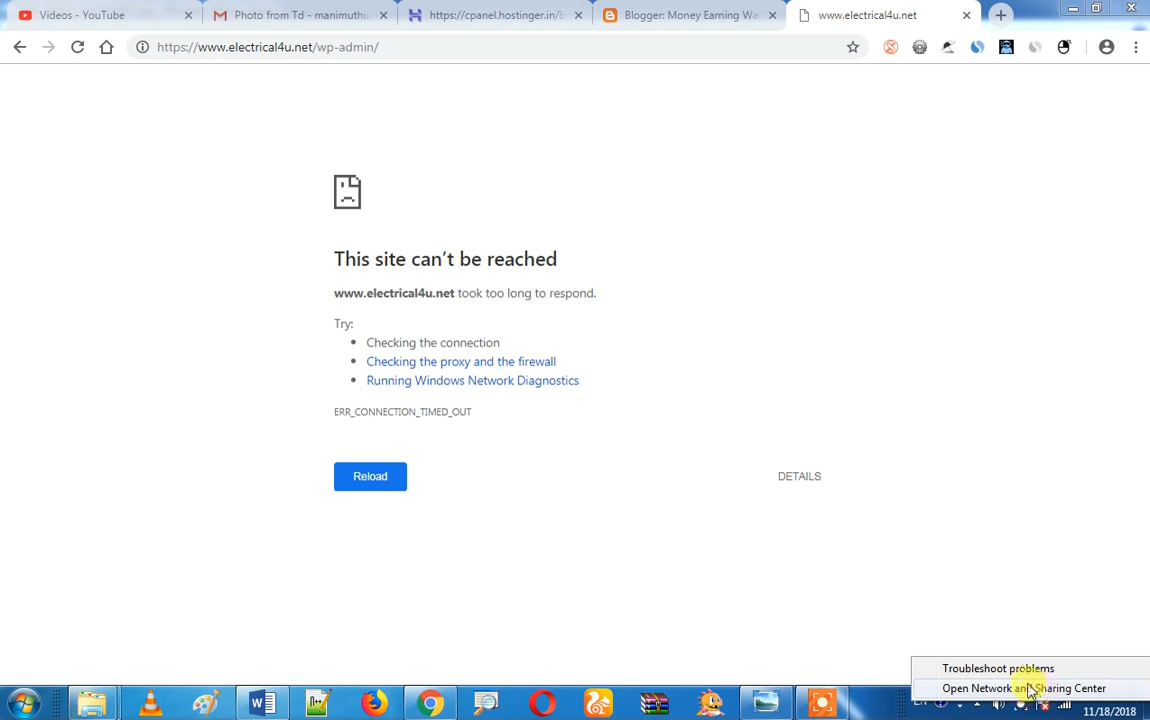 Videos - YouTube
Photo from Td - manimuthu
https://cpanel.hostinger.in/b
Blogger: Money Earning Wa
www.electrical4u.net
https://www.electrical4u.net/wp-admin/
This site can't be reached
www.electrical4u.net took too long to respond.
Try:
Checking the connection
Checking the proxy and the firewall
Running Windows Network Diagnostics
ERR_CONNECTION_TIMED_OUT
Reload
DETAILS
Troubleshoot problems
Open Network and Sharing Center
EN
11/18/2018